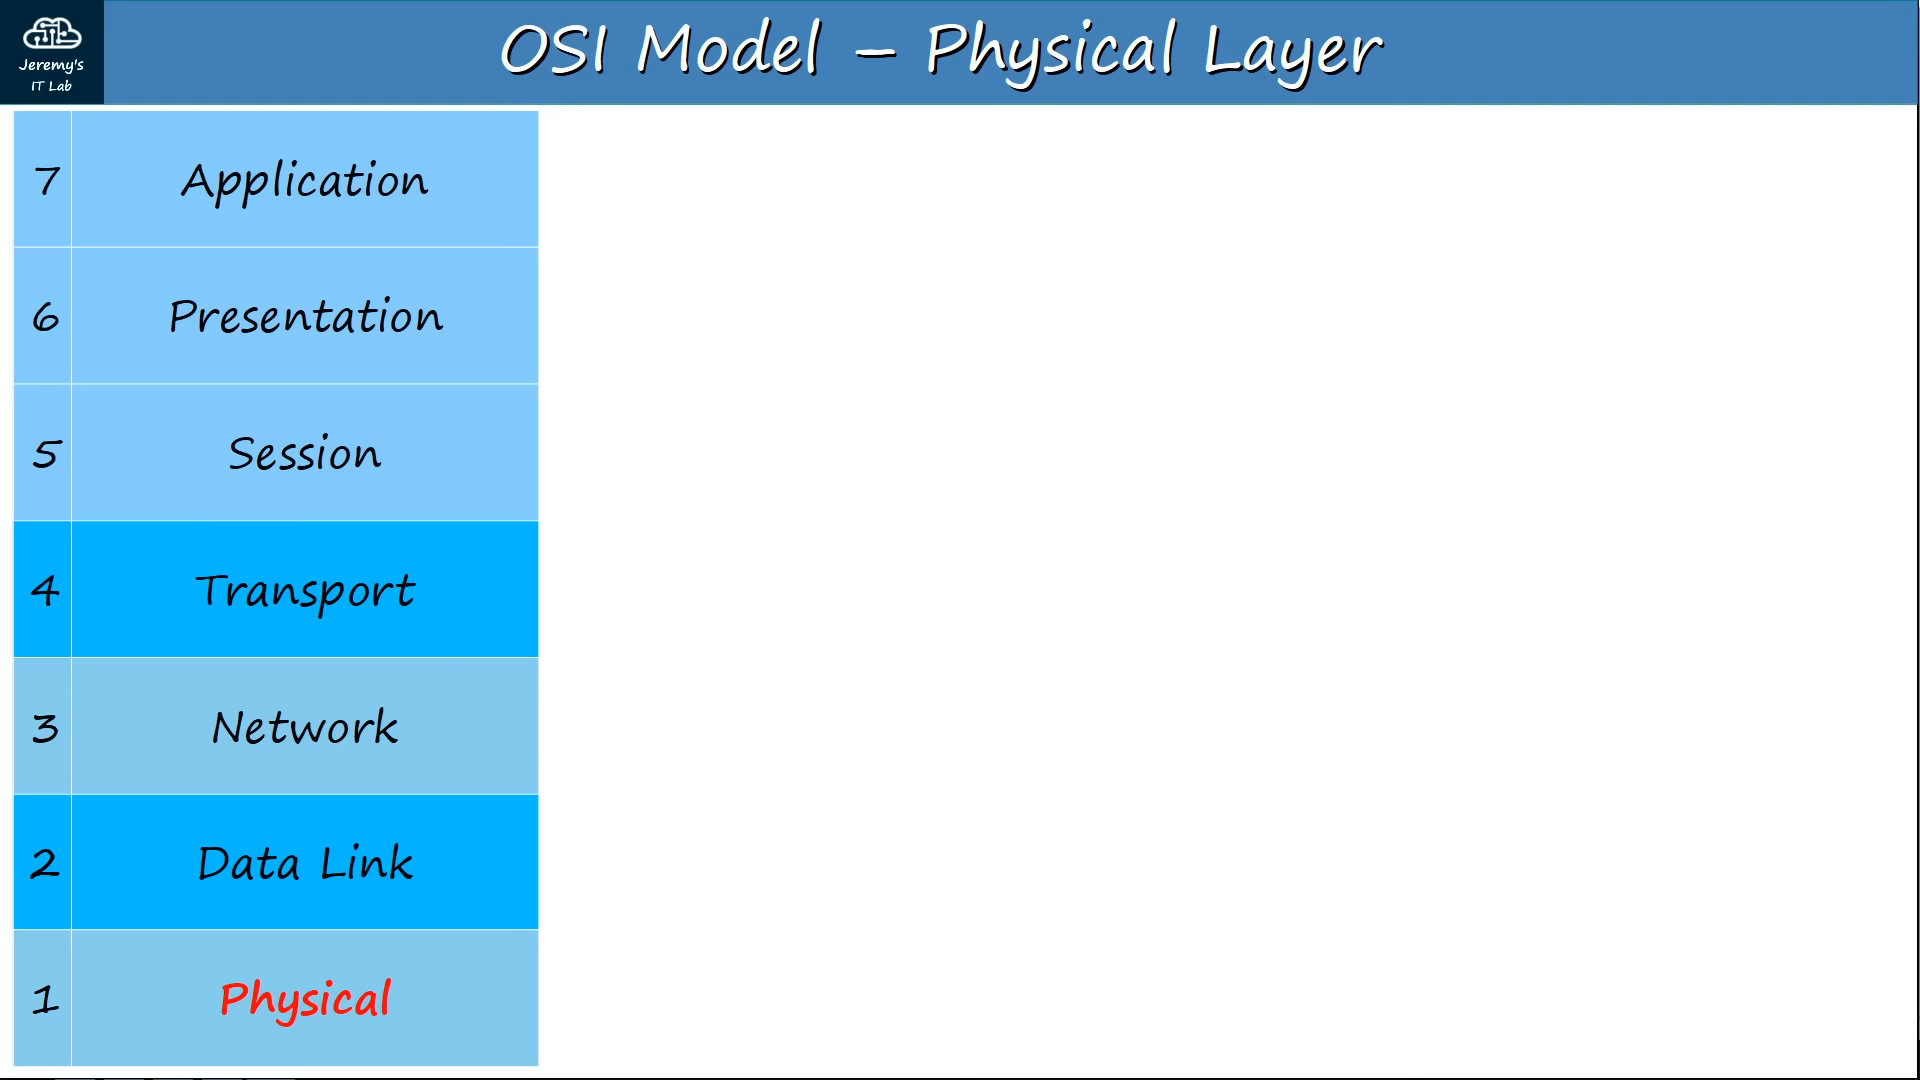 Jeremy's
IT Lab
OSI Model – Physical Layer
7 Application
6 Presentation
5 Session
4 Transport
3 Network
2 Data Link
1 Physical